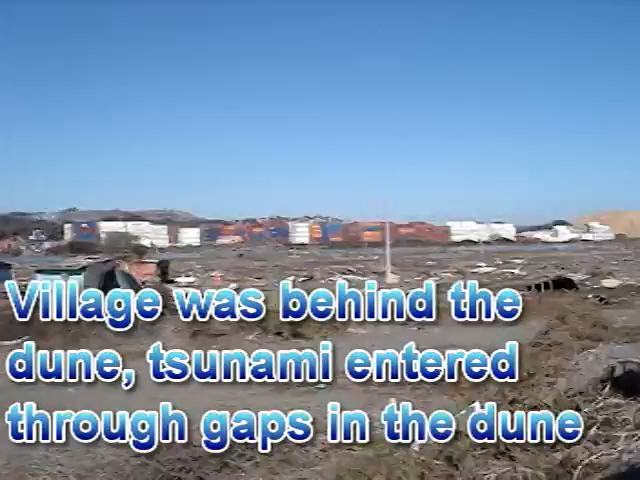 Village was behind the
dune, tsunami entered
through gaps in the dune